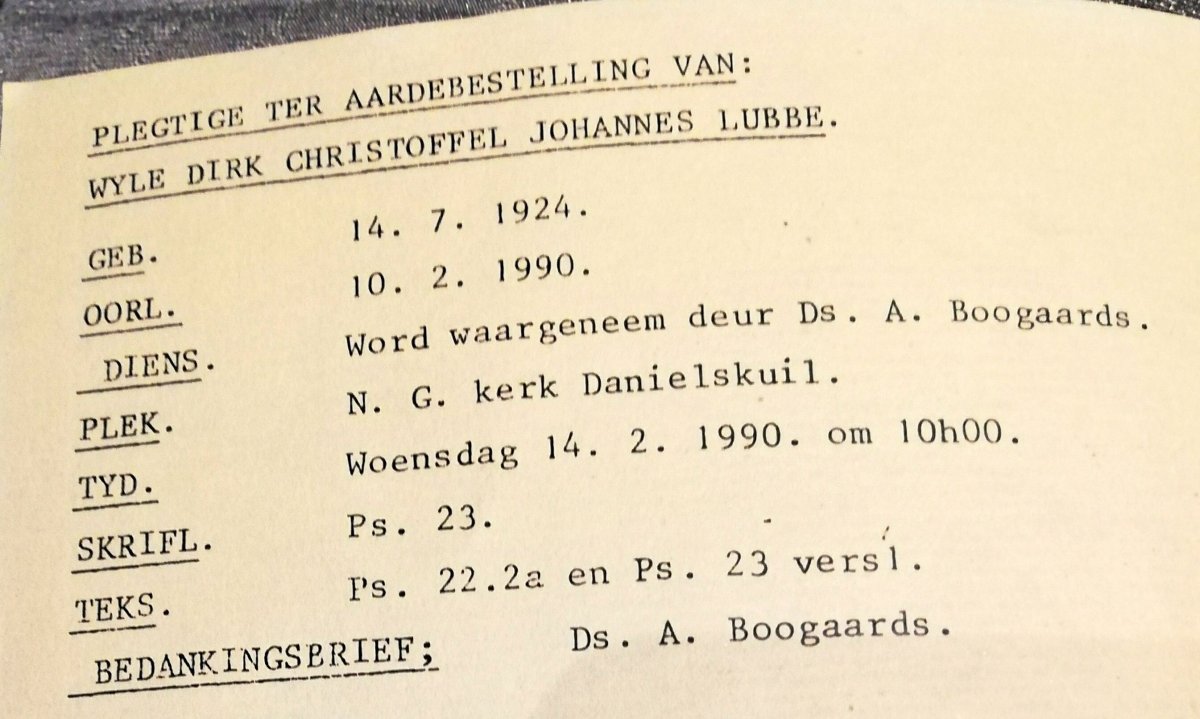 PLEGTIGE TER AARDEBESTELLING VAN:
WYLE DIRK CHRISTOFFEL JOHANNES LUBBE.
GEB. 14. 7. 1924.
OORL. 10. 2. 1990.
DIENS. Word waargeneem deur Ds. A. Boogaards.
PLEK. N. G. kerk Danielskuil.
TYD. Woensdag 14. 2. 1990. om 10h00.
SKRIFL. Ps. 23.
TEKS. Ps. 22.2a en Ps. 23 vers 1.
BEDANKINGSBRIEF; Ds. A. Boogaards.